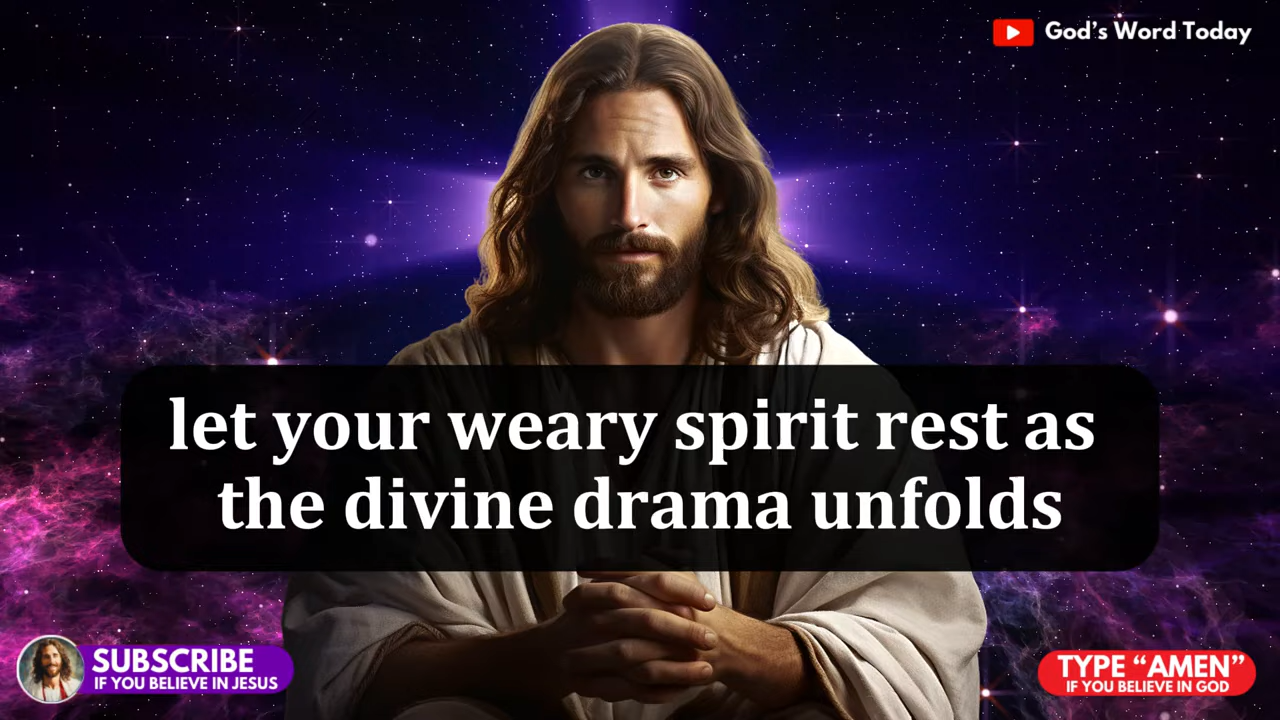 God's Word Today
let your weary spirit rest as
the divine drama unfolds
SUBSCRIBE
IF YOU BELIEVE IN JESUS
TYPE “AMEN”
IF YOU BELIEVE IN GOD